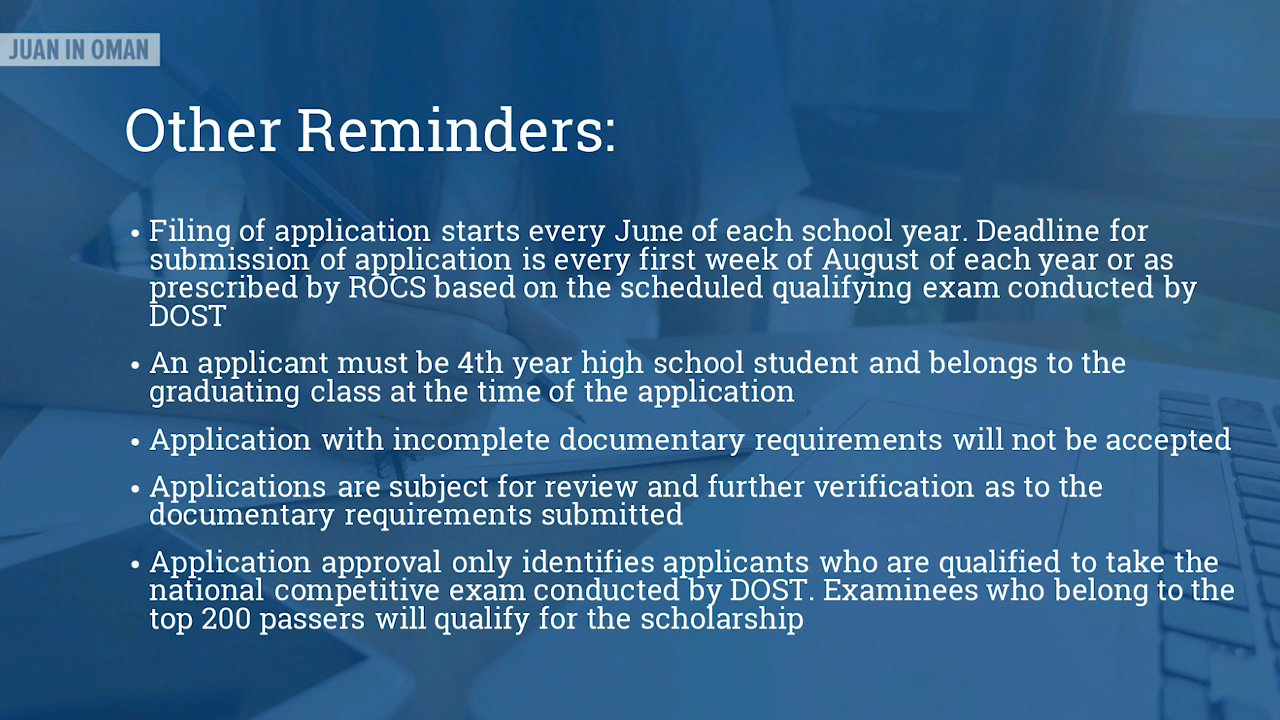 JUAN IN OMAN
Other Reminders:
• Filing of application starts every June of each school year. Deadline for
submission of application is every first week of August of each year or as
prescribed by ROCS based on the scheduled qualifying exam conducted by
DOST
• An applicant must be 4th year high school student and belongs to the
graduating class at the time of the application
• Application with incomplete documentary requirements will not be accepted
• Applications are subject for review and further verification as to the
documentary requirements submitted
• Application approval only identifies applicants who are qualified to take the
national competitive exam conducted by DOST. Examinees who belong to the
top 200 passers will qualify for the scholarship